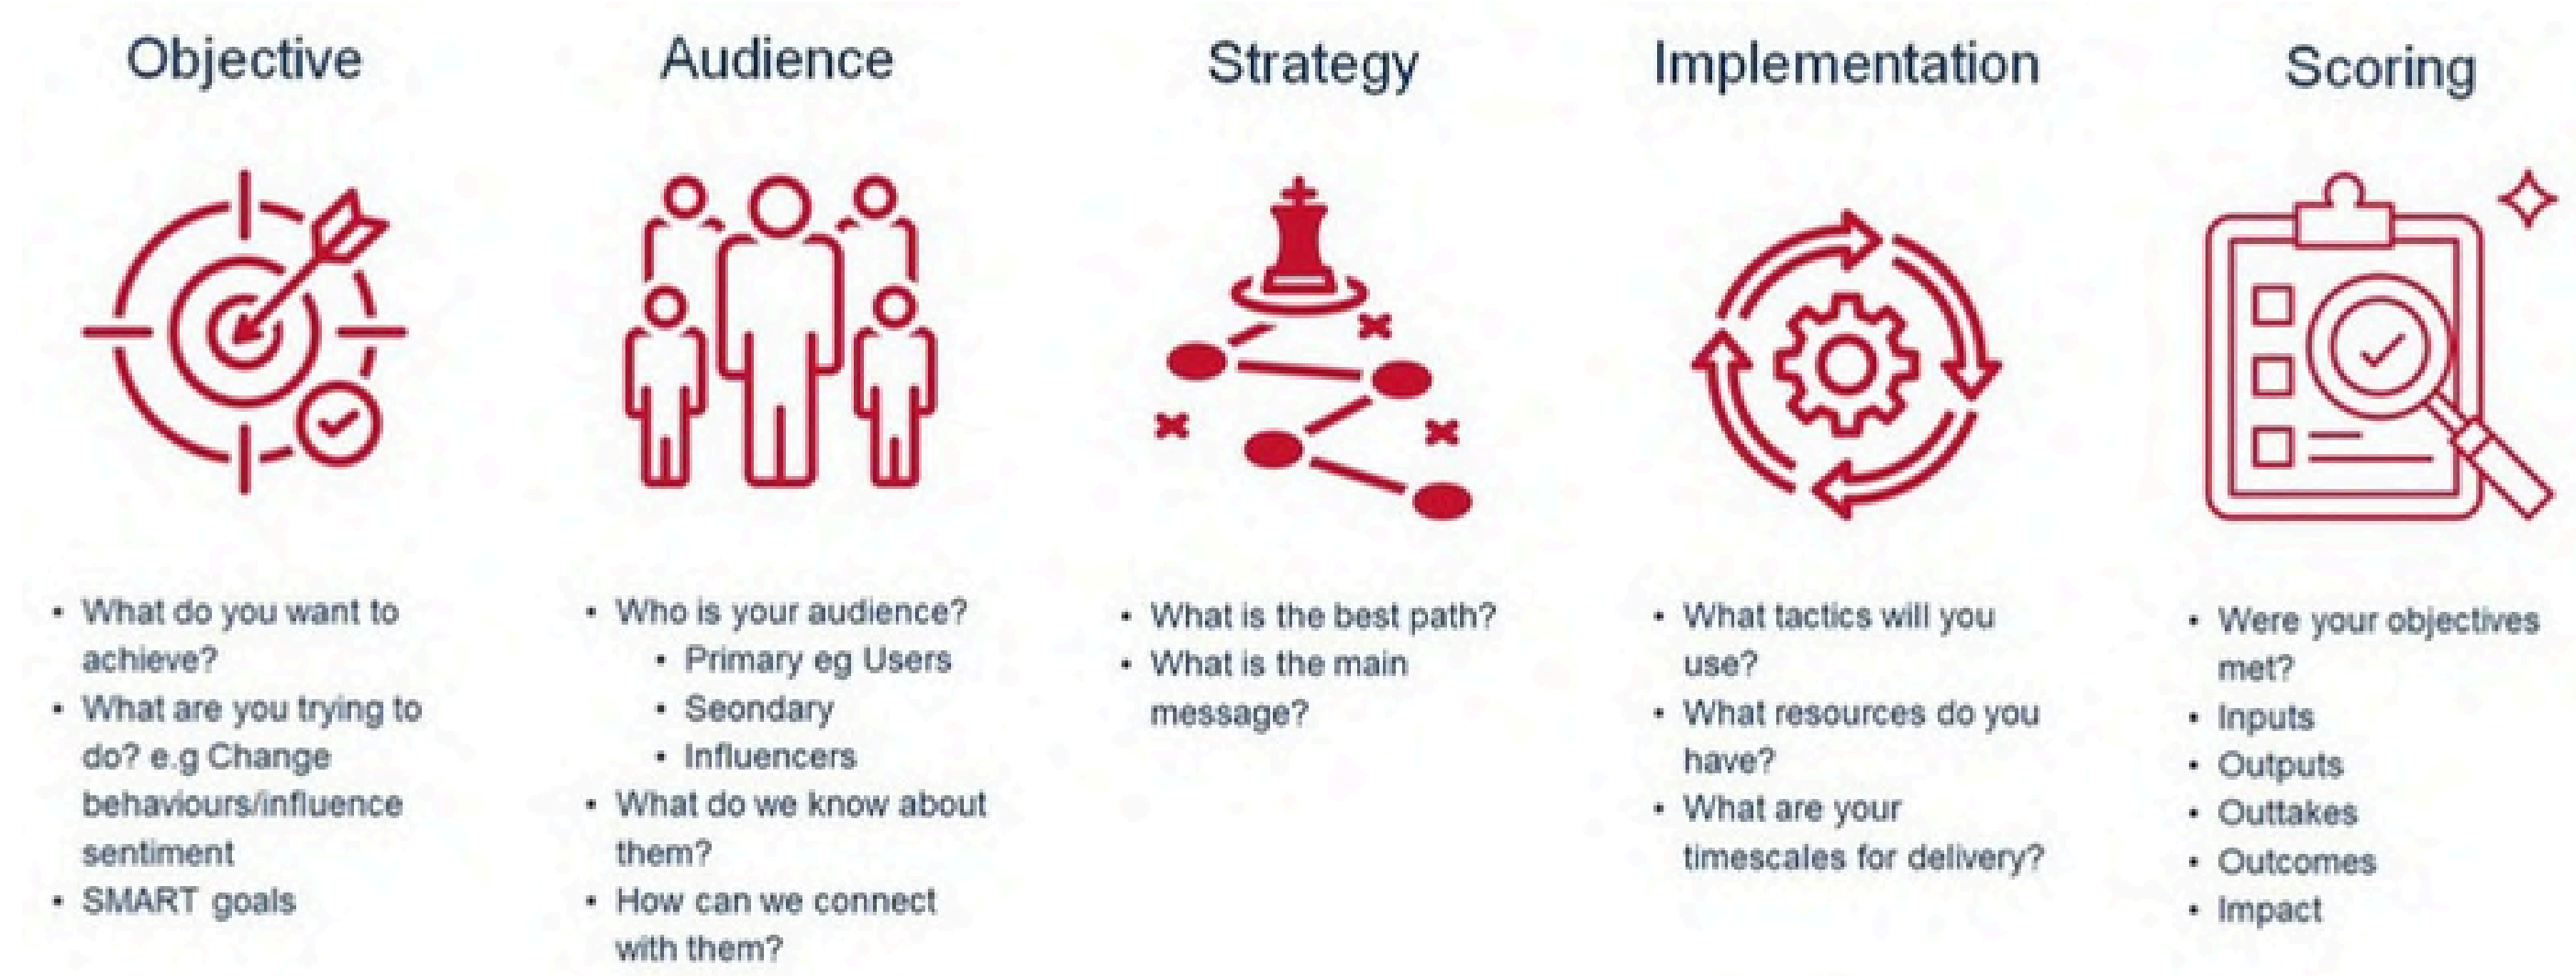 Objective
What do you want to
achieve?
What are you trying to
do? e.g Change
behaviours/influence
sentiment
SMART goals
Audience
Who is your audience?
Primary eg Users
Seondary
Influencers
What do we know about
them?
How can we connect
with them?
Strategy
What is the best path?
What is the main
message?
Implementation
What tactics will you
use?
What resources do you
have?
What are your
timescales for delivery?
Scoring
Were your objectives
met?
Inputs
Outputs
Outtakes
Outcomes
Impact